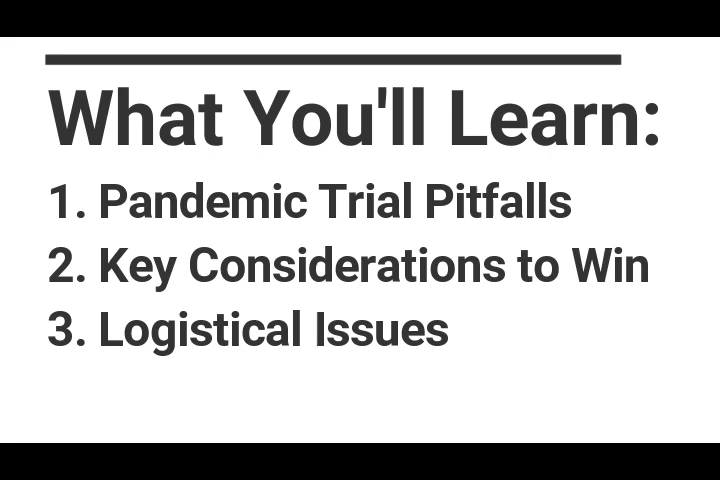 What You'll Learn:
1. Pandemic Trial Pitfalls
2. Key Considerations to Win
3. Logistical Issues